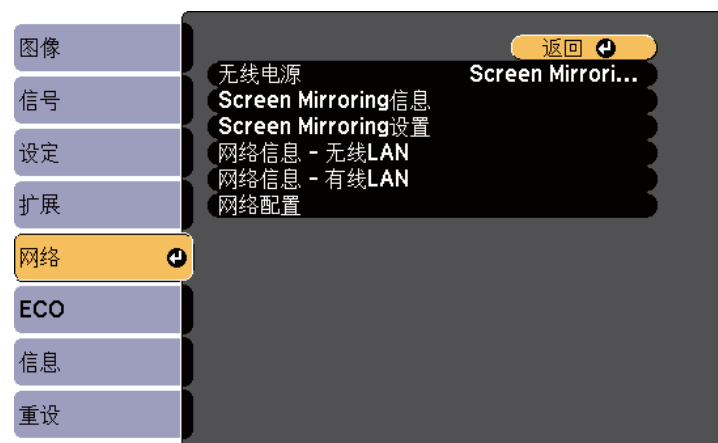 图像
信号
设定
扩展
网络
ECO
信息
重设
返回
无线电源 Screen Mirrori...
Screen Mirroring信息
Screen Mirroring设置
网络信息 - 无线LAN
网络信息 - 有线LAN
网络配置